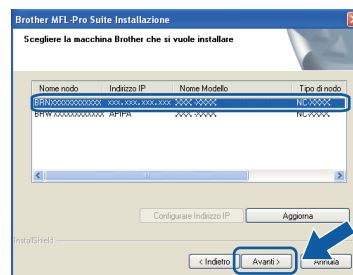 Brother MFL-Pro Suite Installazione
Scegliere la macchina Brother che si vuole installare
Nome nodo Indirizzo IP Nome Modello Tipo di nodo
BRNXXXXXXXXXXXX XXX.XXX.XXX.XXX XXX-XXXX NC-XXXX
BRWXXXXXXXXXXXX APIPA XXX-XXXX NC-XXXX
Configurare Indirizzo IP Aggiorna
InstallShield
< Indietro Avanti > Annulla